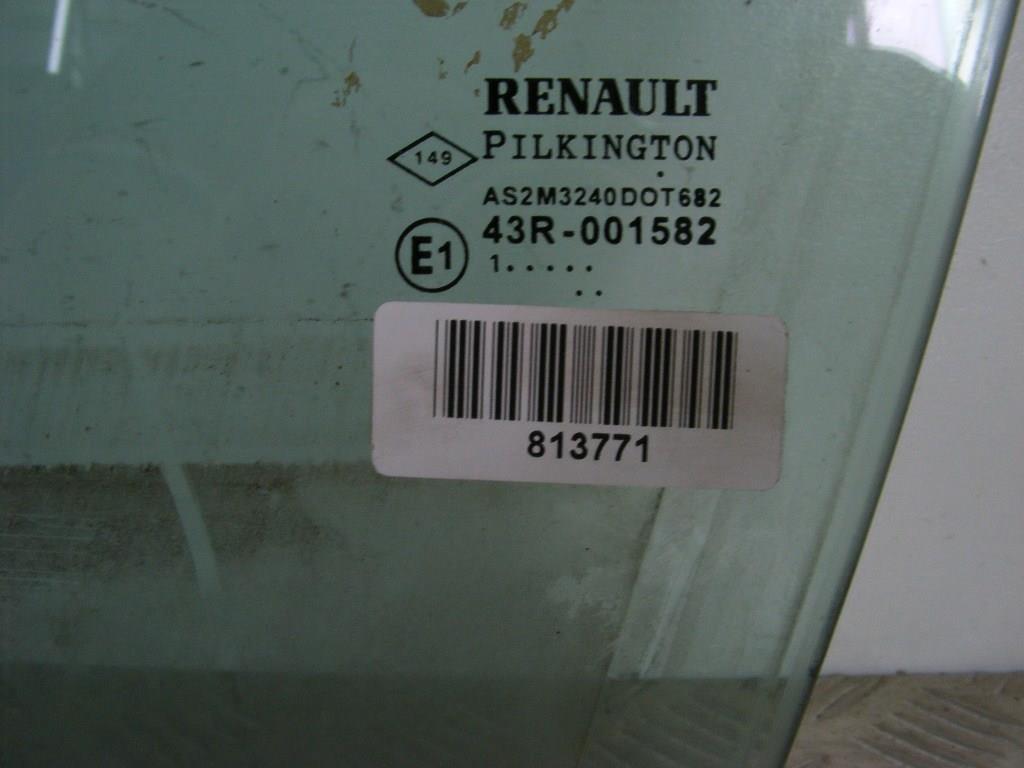 RENAULT
149
PILKINGTON
AS2M3240DOT682
E1
43R-001582
1.....
..
813771